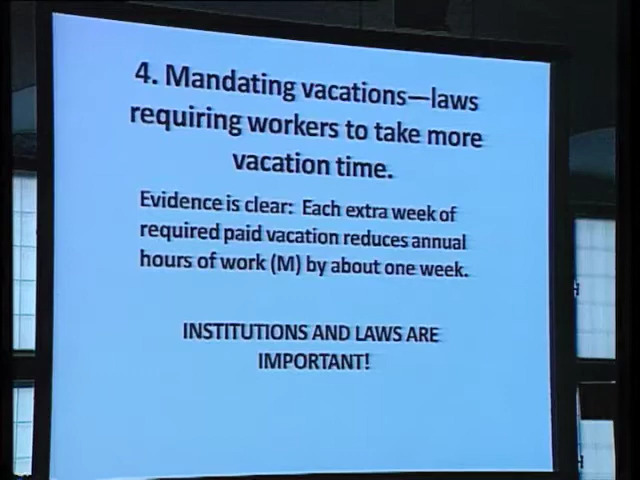 4. Mandating vacations—laws
requiring workers to take more
vacation time.
Evidence is clear: Each extra week of
required paid vacation reduces annual
hours of work (M) by about one week.
INSTITUTIONS AND LAWS ARE
IMPORTANT!